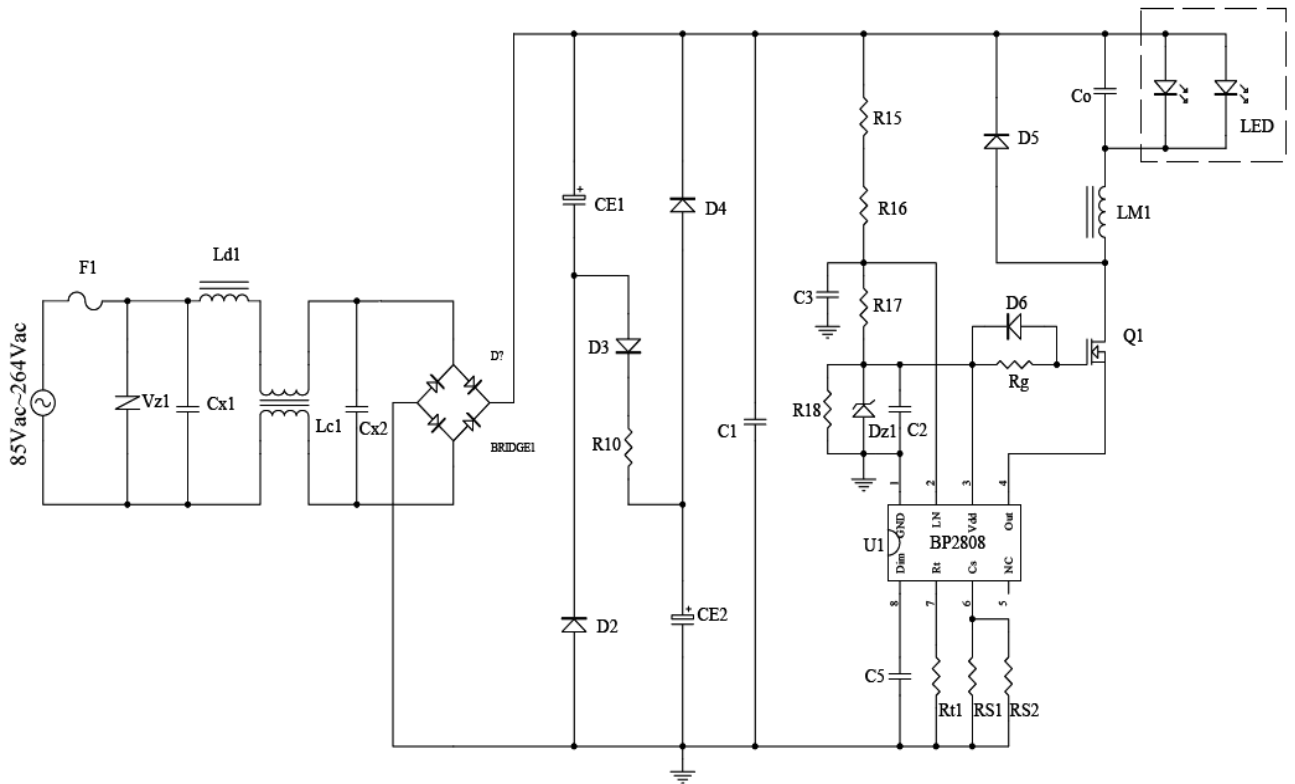 Co
LED
R15
D5
CE1
D4
R16
LM1
F1
Ld1
C3
R17
D6
Q1
D3
D?
85Vac~264Vac
Vz1
Cx1
Lc1
Cx2
Rg
R18
Dz1
C2
C1
R10
BRIDGE1
1
2
3
4
GND
LN
Vdd
Out
U1
BP2808
Dim
Rt
Cs
NC
8
7
6
5
D2
CE2
C5
Rt1
RS1
RS2